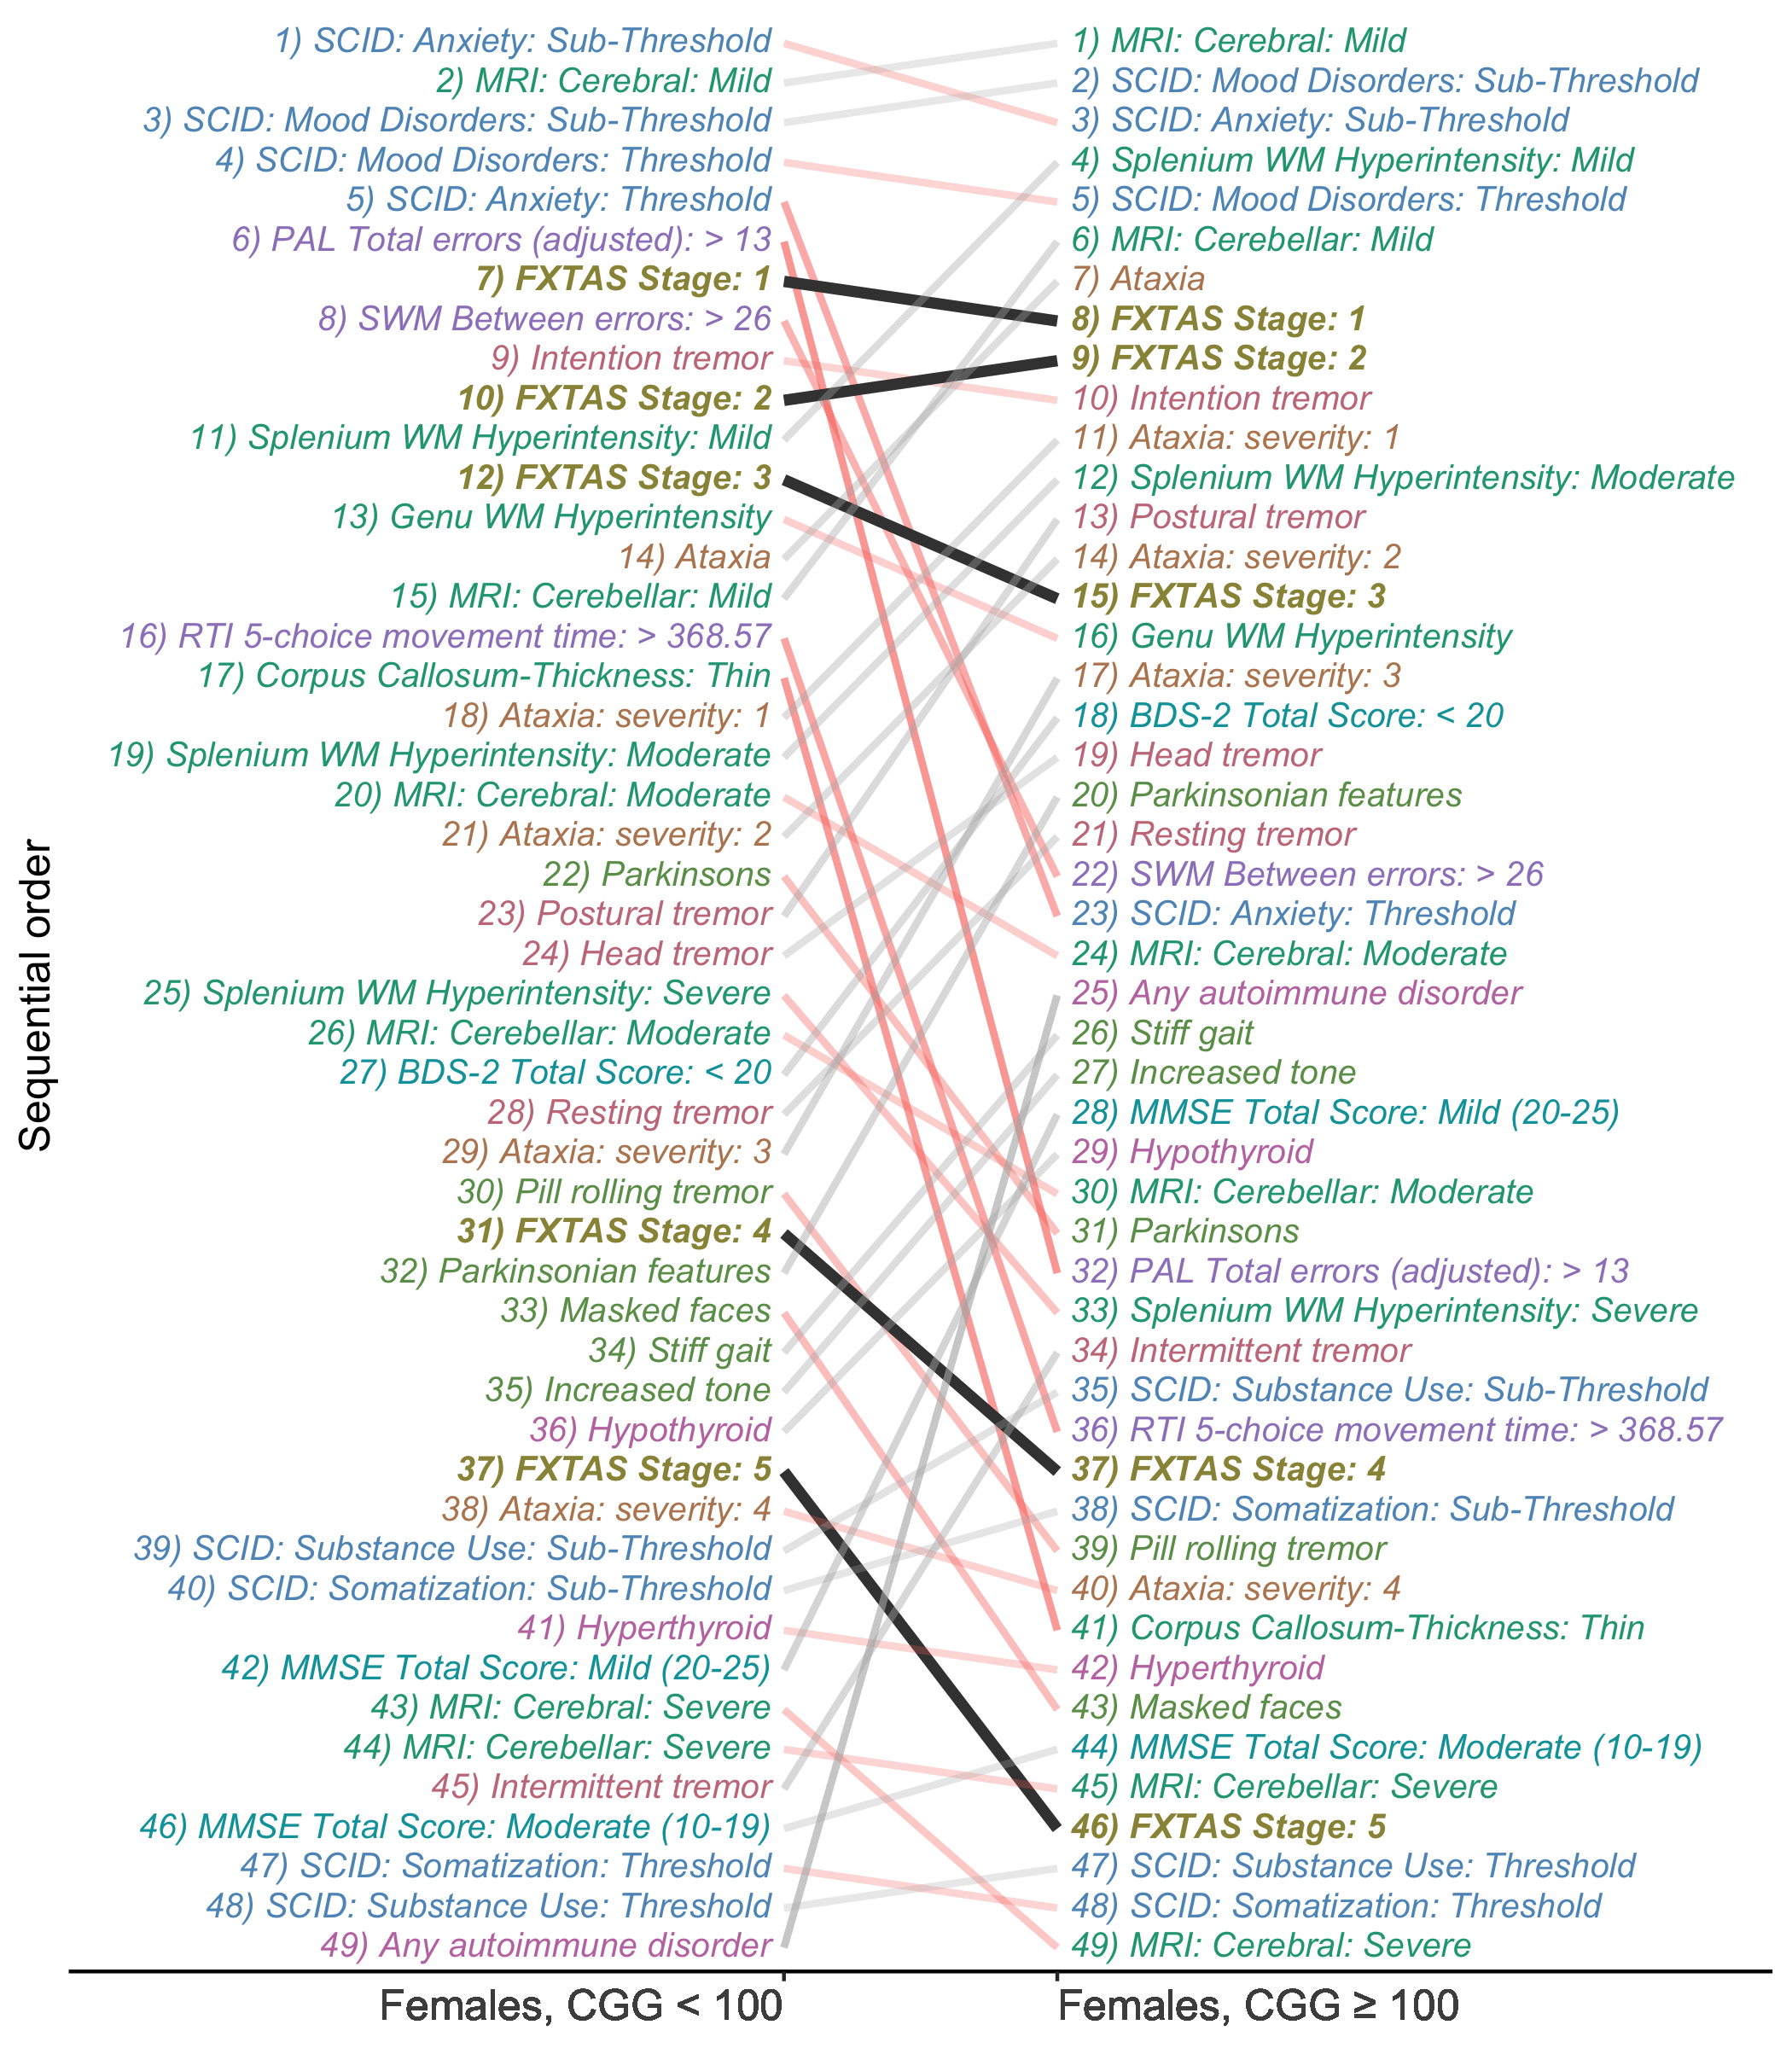 1) SCID: Anxiety: Sub-Threshold
2) MRI: Cerebral: Mild
3) SCID: Mood Disorders: Sub-Threshold
4) SCID: Mood Disorders: Threshold
5) SCID: Anxiety: Threshold
6) PAL Total errors (adjusted): > 13
7) FXTAS Stage: 1
8) SWM Between errors: > 26
9) Intention tremor
10) FXTAS Stage: 2
11) Splenium WM Hyperintensity: Mild
12) FXTAS Stage: 3
13) Genu WM Hyperintensity
14) Ataxia
15) MRI: Cerebellar: Mild
16) RTI 5-choice movement time: > 368.57
17) Corpus Callosum-Thickness: Thin
18) Ataxia: severity: 1
19) Splenium WM Hyperintensity: Moderate
20) MRI: Cerebral: Moderate
21) Ataxia: severity: 2
22) Parkinsons
23) Postural tremor
24) Head tremor
25) Splenium WM Hyperintensity: Severe
26) MRI: Cerebellar: Moderate
27) BDS-2 Total Score: < 20
28) Resting tremor
29) Ataxia: severity: 3
30) Pill rolling tremor
31) FXTAS Stage: 4
32) Parkinsonian features
33) Masked faces
34) Stiff gait
35) Increased tone
36) Hypothyroid
37) FXTAS Stage: 5
38) Ataxia: severity: 4
39) SCID: Substance Use: Sub-Threshold
40) SCID: Somatization: Sub-Threshold
41) Hyperthyroid
42) MMSE Total Score: Mild (20-25)
43) MRI: Cerebral: Severe
44) MRI: Cerebellar: Severe
45) Intermittent tremor
46) MMSE Total Score: Moderate (10-19)
47) SCID: Somatization: Threshold
48) SCID: Substance Use: Threshold
49) Any autoimmune disorder
1) MRI: Cerebral: Mild
2) SCID: Mood Disorders: Sub-Threshold
3) SCID: Anxiety: Sub-Threshold
4) Splenium WM Hyperintensity: Mild
5) SCID: Mood Disorders: Threshold
6) MRI: Cerebellar: Mild
7) Ataxia
8) FXTAS Stage: 1
9) FXTAS Stage: 2
10) Intention tremor
11) Ataxia: severity: 1
12) Splenium WM Hyperintensity: Moderate
13) Postural tremor
14) Ataxia: severity: 2
15) FXTAS Stage: 3
16) Genu WM Hyperintensity
17) Ataxia: severity: 3
18) BDS-2 Total Score: < 20
19) Head tremor
20) Parkinsonian features
21) Resting tremor
22) SWM Between errors: > 26
23) SCID: Anxiety: Threshold
24) MRI: Cerebral: Moderate
25) Any autoimmune disorder
26) Stiff gait
27) Increased tone
28) MMSE Total Score: Mild (20-25)
29) Hypothyroid
30) MRI: Cerebellar: Moderate
31) Parkinsons
32) PAL Total errors (adjusted): > 13
33) Splenium WM Hyperintensity: Severe
34) Intermittent tremor
35) SCID: Substance Use: Sub-Threshold
36) RTI 5-choice movement time: > 368.57
37) FXTAS Stage: 4
38) SCID: Somatization: Sub-Threshold
39) Pill rolling tremor
40) Ataxia: severity: 4
41) Corpus Callosum-Thickness: Thin
42) Hyperthyroid
43) Masked faces
44) MMSE Total Score: Moderate (10-19)
45) MRI: Cerebellar: Severe
46) FXTAS Stage: 5
47) SCID: Substance Use: Threshold
48) SCID: Somatization: Threshold
49) MRI: Cerebral: Severe
Sequential order
Females, CGG < 100
Females, CGG ≥ 100